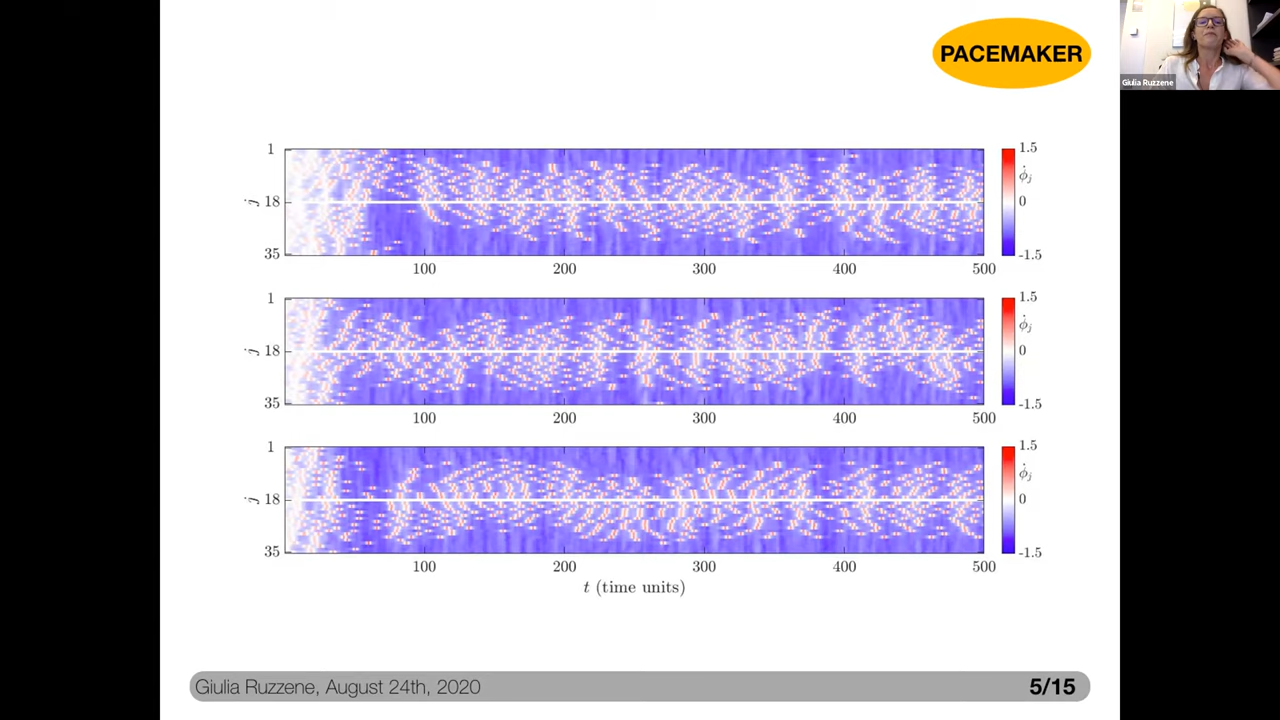 PACEMAKER
Giulia Ruzzene
1
j 18
35
100 200 300 400 500
1.5
ϕ̇ⱼ
0
-1.5
1
j 18
35
100 200 300 400 500
1.5
ϕ̇ⱼ
0
-1.5
1
j 18
35
100 200 300 400 500
1.5
ϕ̇ⱼ
0
-1.5
t (time units)
Giulia Ruzzene, August 24th, 2020
5/15